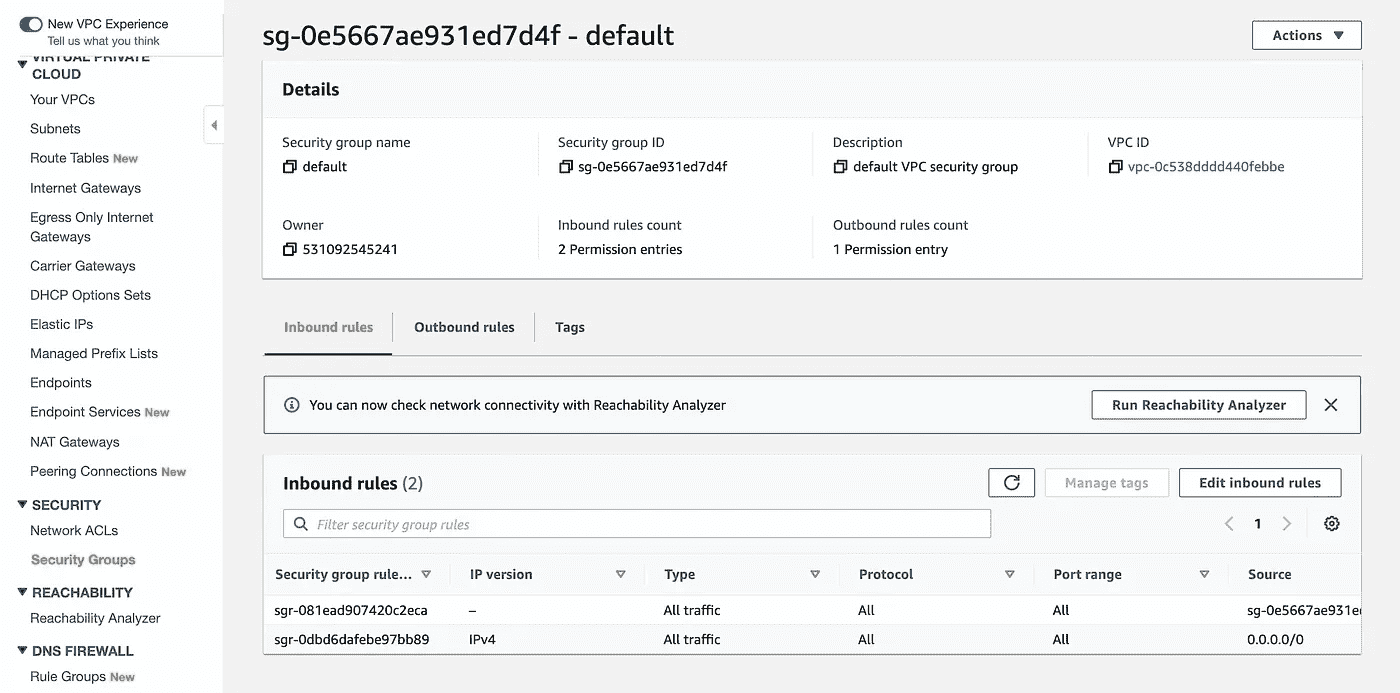 New VPC Experience
Tell us what you think
VIRTUAL PRIVATE
CLOUD
Your VPCs
Subnets
Route Tables New
Internet Gateways
Egress Only Internet
Gateways
Carrier Gateways
DHCP Options Sets
Elastic IPs
Managed Prefix Lists
Endpoints
Endpoint Services New
NAT Gateways
Peering Connections New
SECURITY
Network ACLs
Security Groups
REACHABILITY
Reachability Analyzer
DNS FIREWALL
Rule Groups New
sg-0e5667ae931ed7d4f - default
Actions
Details
Security group name
default
Security group ID
sg-0e5667ae931ed7d4f
Description
default VPC security group
VPC ID
vpc-0c538dddd440febbe
Owner
531092545241
Inbound rules count
2 Permission entries
Outbound rules count
1 Permission entry
Inbound rules
Outbound rules
Tags
You can now check network connectivity with Reachability Analyzer
Run Reachability Analyzer
Inbound rules (2)
Manage tags
Edit inbound rules
Filter security group rules
1
Security group rule... IP version Type Protocol Port range Source
sgr-081ead907420c2eca – All traffic All All sg-0e5667ae931e
sgr-0dbd6dafebe97bb89 IPv4 All traffic All All 0.0.0.0/0